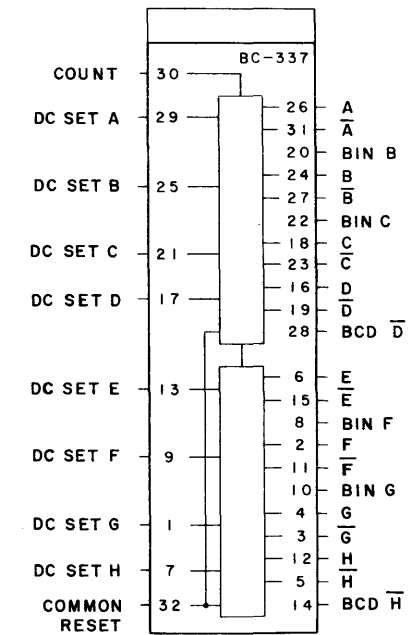 BC-337
COUNT 30
26 A
DC SET A 29
31 A̅
20 BIN B
24 B
DC SET B 25
27 B̅
22 BIN C
18 C
DC SET C 21
23 C̅
16 D
DC SET D 17
19 D̅
28 BCD D̅
6 E
DC SET E 13
15 E̅
8 BIN F
2 F
DC SET F 9
11 F̅
10 BIN G
4 G
DC SET G 1
3 G̅
12 H
DC SET H 7
5 H̅
COMMON 32
14 BCD H̅
RESET